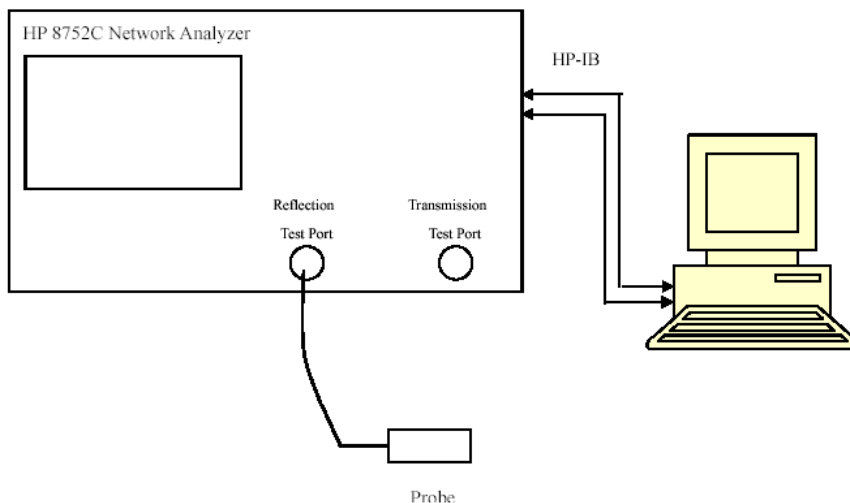 HP 8752C Network Analyzer
HP-IB
Reflection
Test Port
Transmission
Test Port
Probe